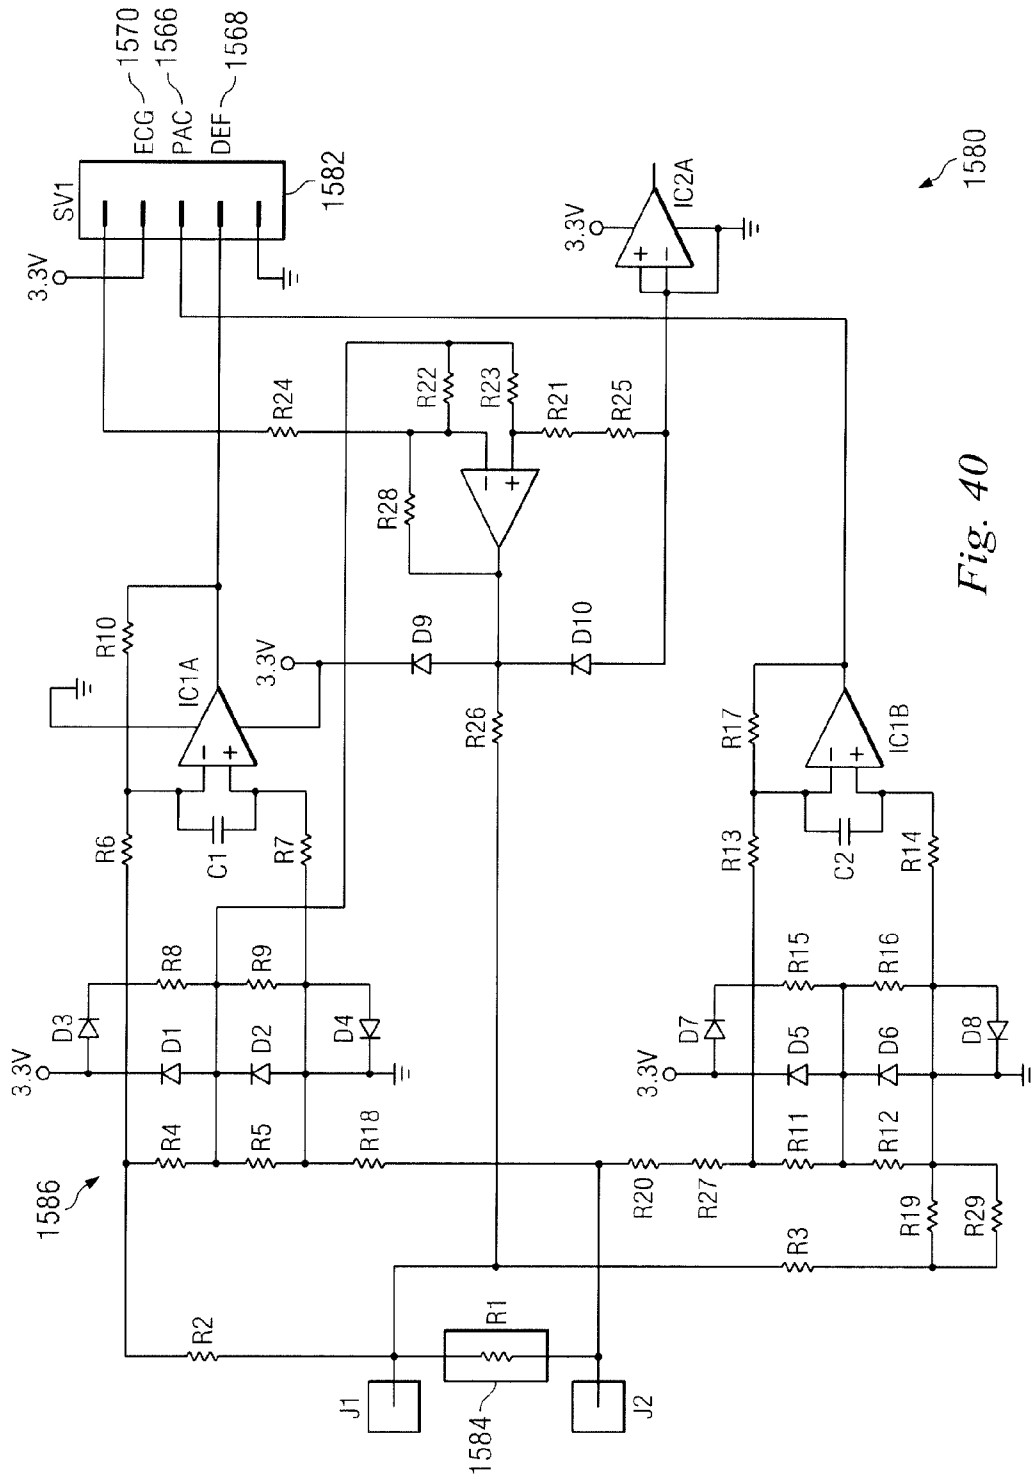 ECG 1570
PAC 1566
DEF 1568
SV1
1582
3.3V
IC2A
3.3V
1580
R24
R22
R23
R21
R25
R28
+
-
R10
IC1A
3.3V
D9
D10
R26
R17
IC1B
R6
C1
R7
R13
C2
R14
R8
R9
D3
D1
D2
D4
3.3V
R15
R16
D7
D5
D6
D8
3.3V
R4
R5
R18
1586
R20
R27
R11
R12
R19
R29
R3
R2
R1
J1
1584
J2
Fig. 40